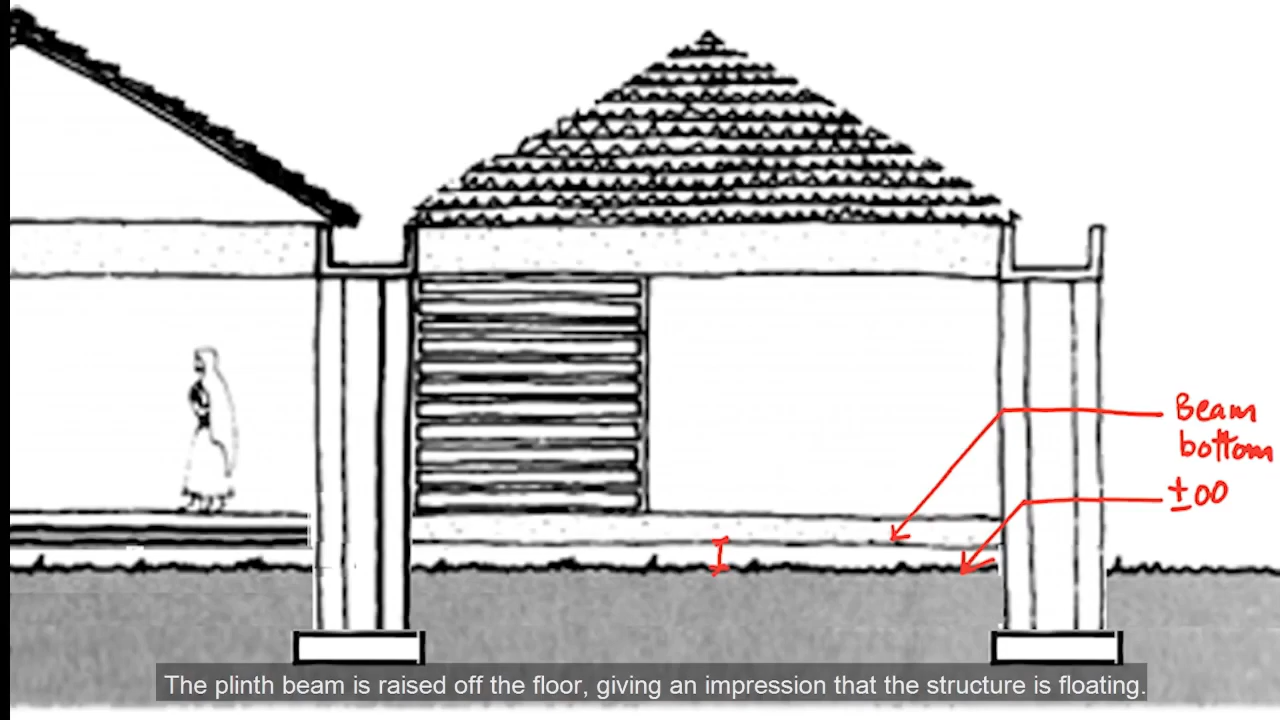 Beam
bottom
±00
The plinth beam is raised off the floor, giving an impression that the structure is floating.